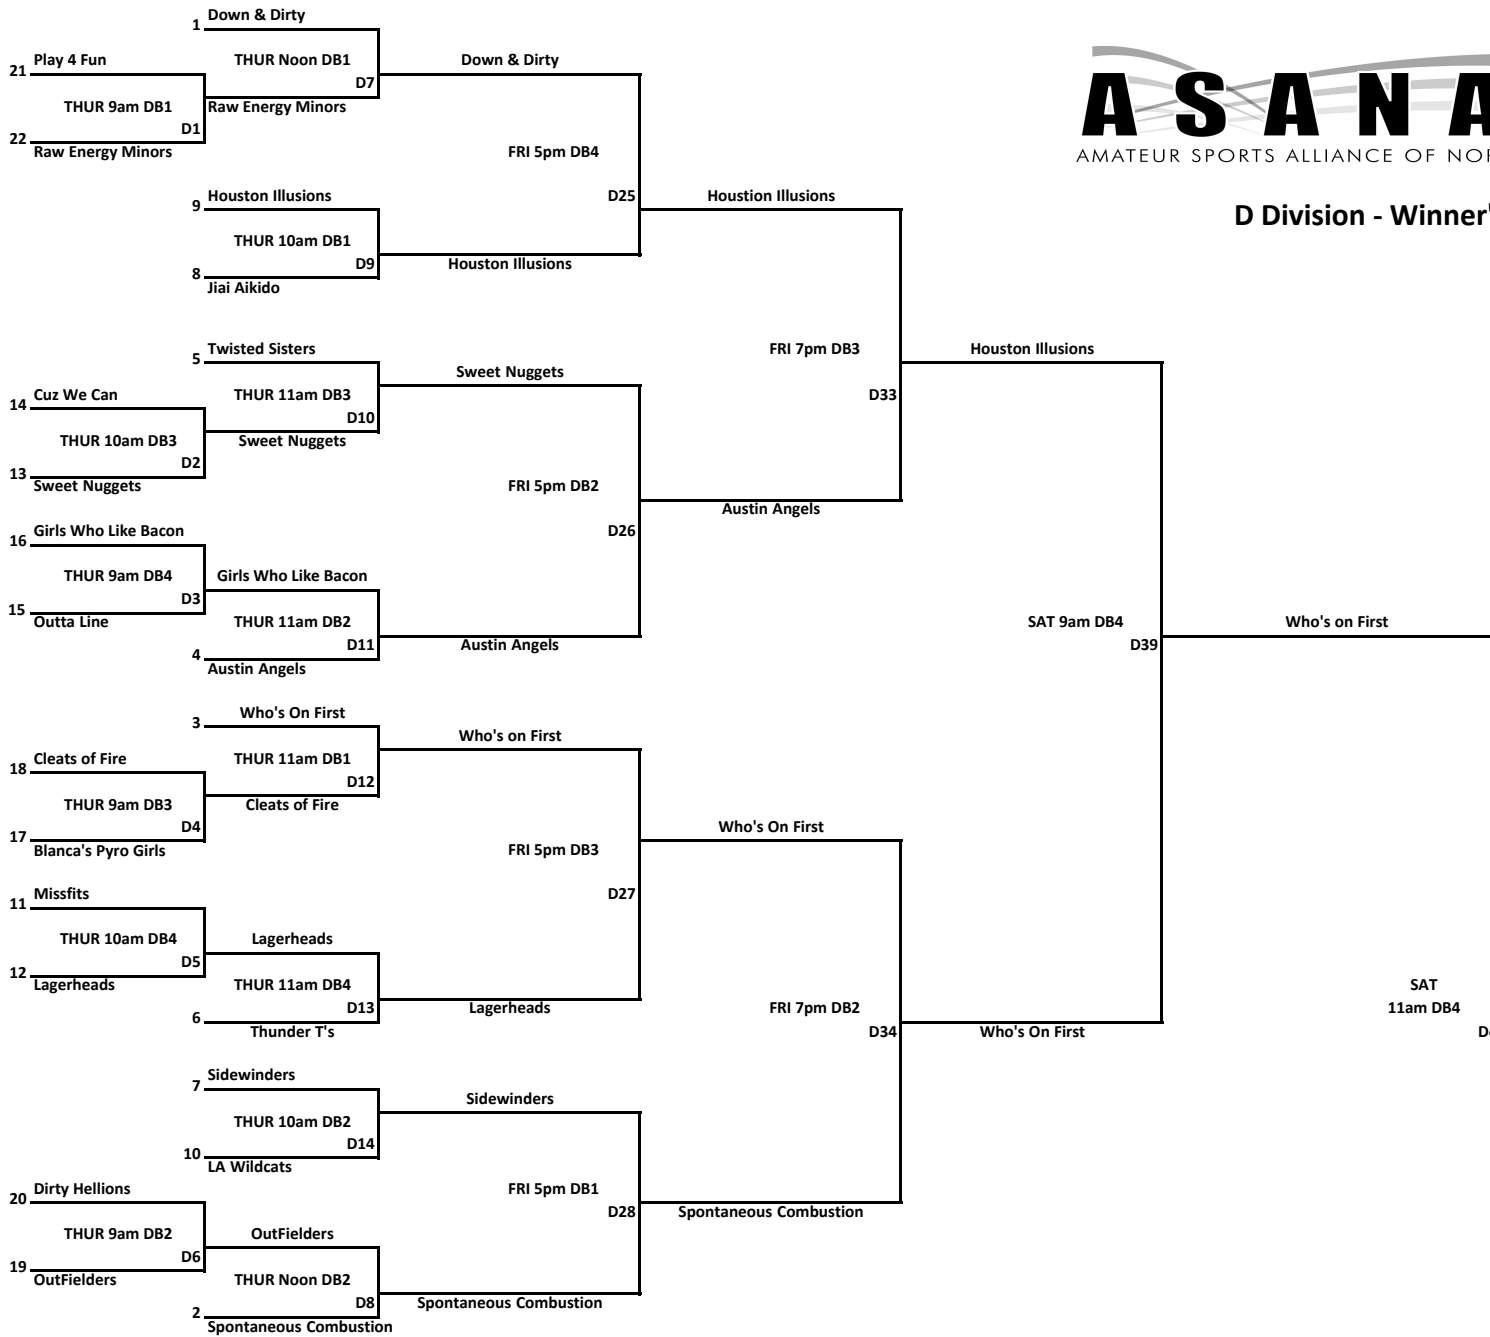 Down & Dirty
1
Play 4 Fun
THUR Noon DB1
Down & Dirty
21
D7
THUR 9am DB1
Raw Energy Minors
D1
22
Raw Energy Minors
FRI 5pm DB4
ASANA
AMATEUR SPORTS ALLIANCE OF NOR
Houston Illusions
D25
Houstion Illusions
9
D Division - Winner'
THUR 10am DB1
D9
Houston Illusions
8
Jiai Aikido
Twisted Sisters
FRI 7pm DB3
Houston Illusions
5
Sweet Nuggets
Cuz We Can
THUR 11am DB3
D33
14
D10
THUR 10am DB3
Sweet Nuggets
D2
13
Sweet Nuggets
FRI 5pm DB2
Austin Angels
Girls Who Like Bacon
D26
16
THUR 9am DB4
Girls Who Like Bacon
D3
15
Outta Line
THUR 11am DB2
SAT 9am DB4
Who's on First
D11
Austin Angels
D39
4
Austin Angels
Who's On First
3
Who's on First
Cleats of Fire
THUR 11am DB1
18
D12
THUR 9am DB3
Cleats of Fire
D4
Who's On First
17
Blanca's Pyro Girls
FRI 5pm DB3
Missfits
D27
11
THUR 10am DB4
Lagerheads
D5
12
Lagerheads
THUR 11am DB4
SAT
D13
Lagerheads
FRI 7pm DB2
11am DB4
6
Thunder T's
D34
Who's On First
D4
Sidewinders
7
Sidewinders
THUR 10am DB2
D14
10
LA Wildcats
Dirty Hellions
FRI 5pm DB1
20
D28
Spontaneous Combustion
THUR 9am DB2
OutFielders
D6
19
OutFielders
THUR Noon DB2
D8
Spontaneous Combustion
2
Spontaneous Combustion